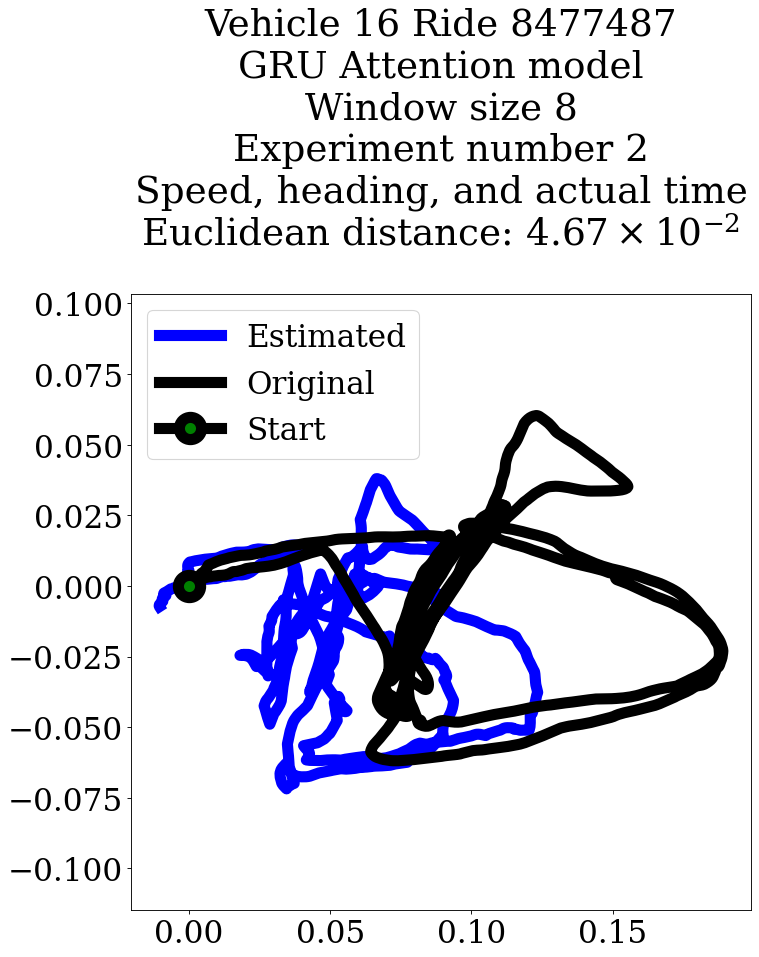 Vehicle 16 Ride 8477487
GRU Attention model
Window size 8
Experiment number 2
Speed, heading, and actual time
Euclidean distance: 4.67 × 10⁻²
0.100
0.075
0.050
0.025
0.000
−0.025
−0.050
−0.075
−0.100
Estimated
Original
Start
0.00 0.05 0.10 0.15